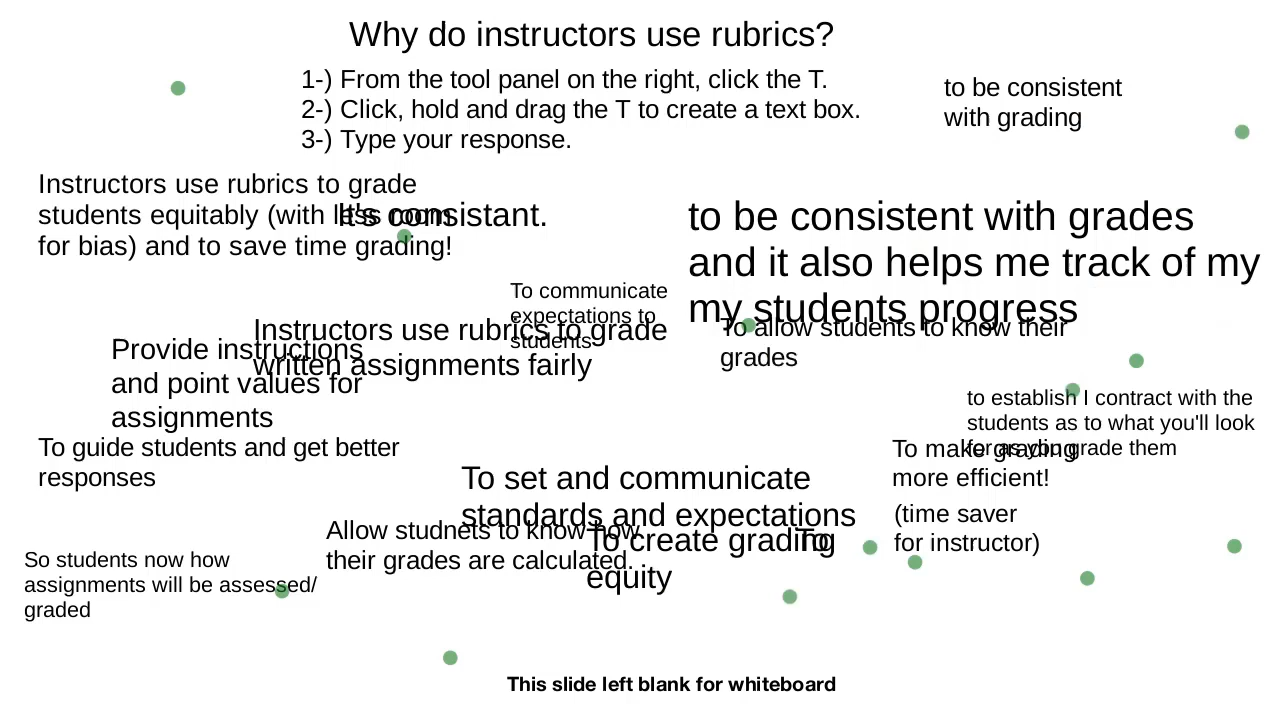 Why do instructors use rubrics?
1-) From the tool panel on the right, click the T.
2-) Click, hold and drag the T to create a text box.
3-) Type your response.
to be consistent
with grading
Instructors use rubrics to grade
students equitably (with less room
for bias) and to save time grading!
It's consistant.
to be consistent with grades
and it also helps me track of my
my students progress
To communicate
expectations to
students
Instructors use rubrics to grade
written assignments fairly
To allow students to know their
grades
Provide instructions
and point values for
assignments
to establish I contract with the
students as to what you'll look
for as you grade them
To guide students and get better
responses
To make grading
more efficient!
(time saver
for instructor)
To set and communicate
standards and expectations
Allow studnets to know how
their grades are calculated.
To create grading
equity
To
So students now how
assignments will be assessed/
graded
This slide left blank for whiteboard